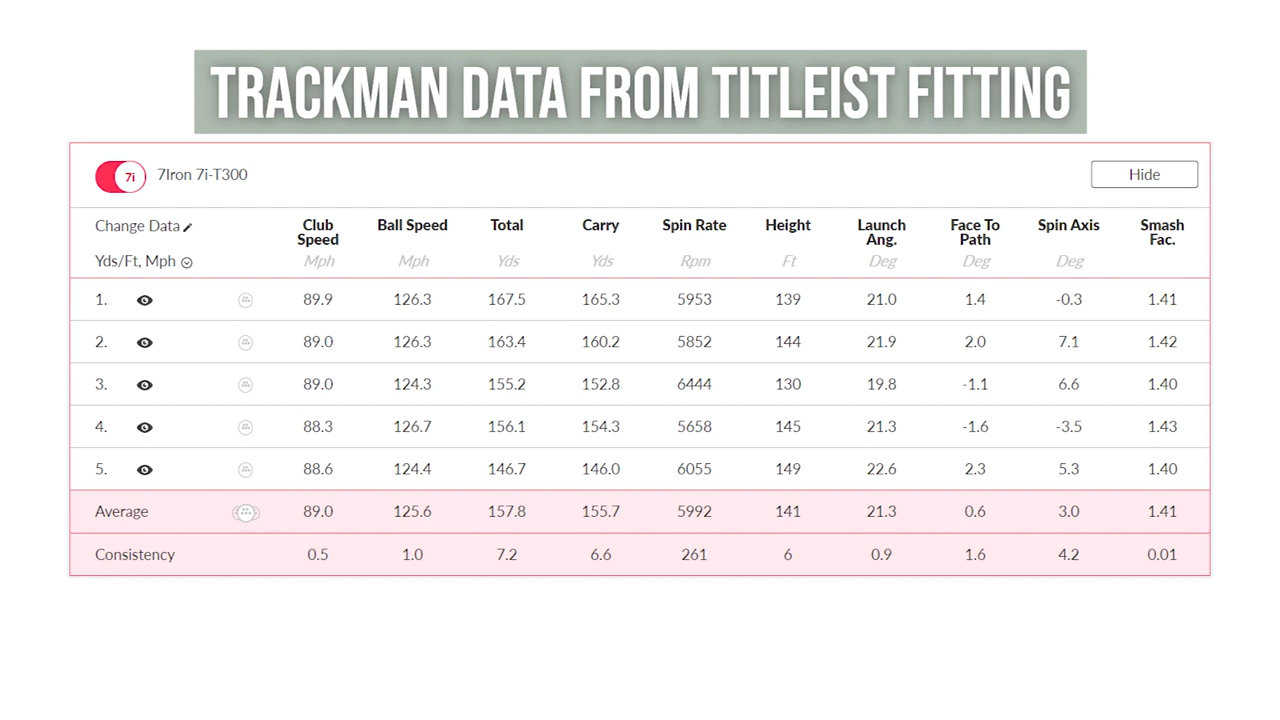 TRACKMAN DATA FROM TITLEIST FITTING
7i 7Iron 7i-T300 Hide
Change Data Club Speed Ball Speed Total Carry Spin Rate Height Launch Ang. Face To Path Spin Axis Smash Fac.
Yds/Ft, Mph Mph Mph Yds Yds Rpm Ft Deg Deg Deg
1. 89.9 126.3 167.5 165.3 5953 139 21.0 1.4 -0.3 1.41
2. 89.0 126.3 163.4 160.2 5852 144 21.9 2.0 7.1 1.42
3. 89.0 124.3 155.2 152.8 6444 130 19.8 -1.1 6.6 1.40
4. 88.3 126.7 156.1 154.3 5658 145 21.3 -1.6 -3.5 1.43
5. 88.6 124.4 146.7 146.0 6055 149 22.6 2.3 5.3 1.40
Average 89.0 125.6 157.8 155.7 5992 141 21.3 0.6 3.0 1.41
Consistency 0.5 1.0 7.2 6.6 261 6 0.9 1.6 4.2 0.01